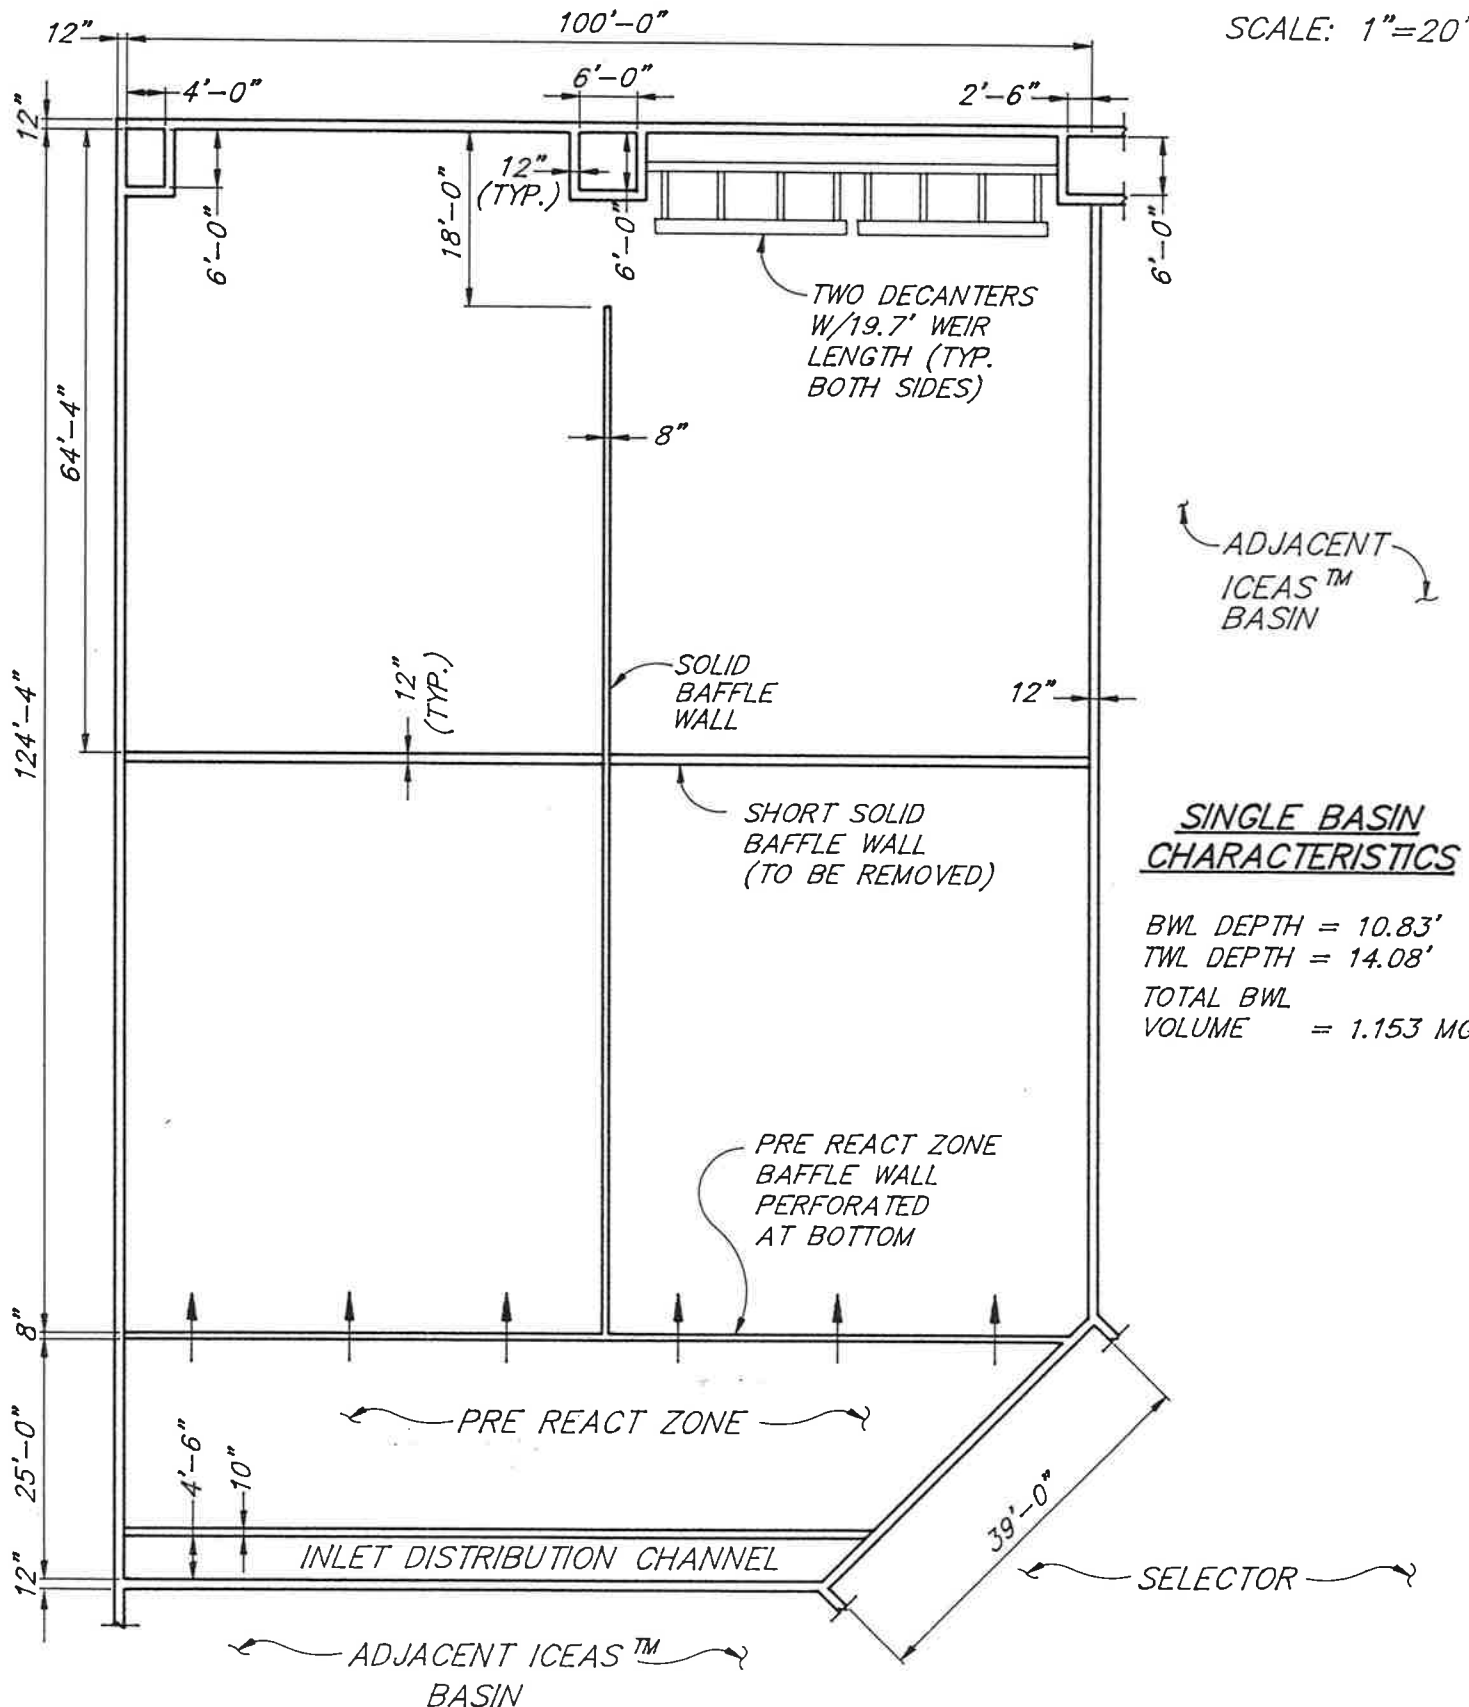 SCALE: 1"=20'
12"
100'-0"
4'-0"
6'-0"
2'-6"
12"
12"
(TYP.)
18'-0"
6'-0"
6'-0"
6'-0"
TWO DECANTERS
W/19.7' WEIR
LENGTH (TYP.
BOTH SIDES)
64'-4"
8"
ADJACENT
ICEAS™
BASIN
124'-4"
12"
(TYP.)
SOLID
BAFFLE
WALL
12"
SHORT SOLID
BAFFLE WALL
(TO BE REMOVED)
SINGLE BASIN
CHARACTERISTICS
BWL DEPTH = 10.83'
TWL DEPTH = 14.08'
TOTAL BWL
VOLUME = 1.153 MG
PRE REACT ZONE
BAFFLE WALL
PERFORATED
AT BOTTOM
8"
PRE REACT ZONE
25'-0"
4'-6"
10"
39'-0"
INLET DISTRIBUTION CHANNEL
12"
SELECTOR
ADJACENT ICEAS™
BASIN